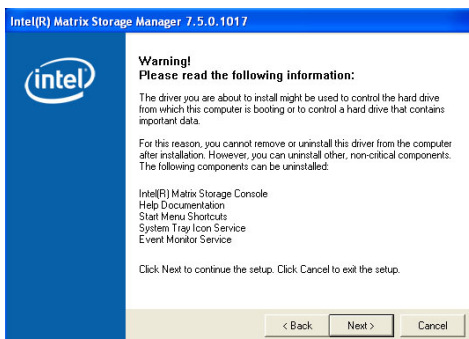 Intel(R) Matrix Storage Manager 7.5.0.1017
intel
Warning!
Please read the following information:
The driver you are about to install might be used to control the hard drive
from which this computer is booting or to control a hard drive that contains
important data.
For this reason, you cannot remove or uninstall this driver from the computer
after installation. However, you can uninstall other, non-critical components.
The following components can be uninstalled:
Intel(R) Matrix Storage Console
Help Documentation
Start Menu Shortcuts
System Tray Icon Service
Event Monitor Service
Click Next to continue the setup. Click Cancel to exit the setup.
< Back Next > Cancel